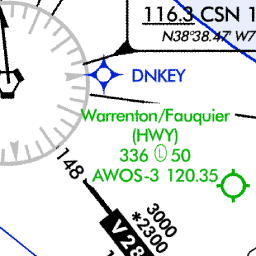 116.3 CSN 1
N38°38.47' W7
DNKEY
Warrenton/Fauquier
(HWY)
336 Ⓛ 50
AWOS-3 120.35
148
3000
*2300
V28